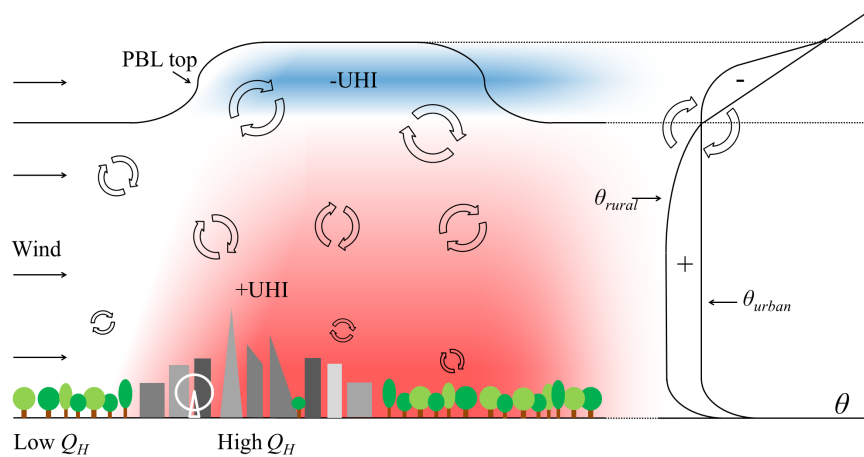 PBL top
-UHI
-
θrural
Wind
+UHI
+
θurban
θ
Low QH
High QH